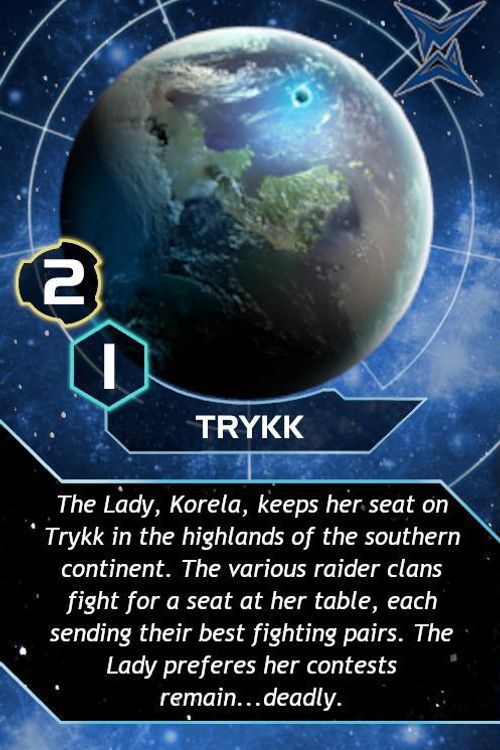 2
1
TRYKK
The Lady, Korela, keeps her seat on
Trykk in the highlands of the southern
continent. The various raider clans
fight for a seat at her table, each
sending their best fighting pairs. The
Lady preferes her contests
remain...deadly.